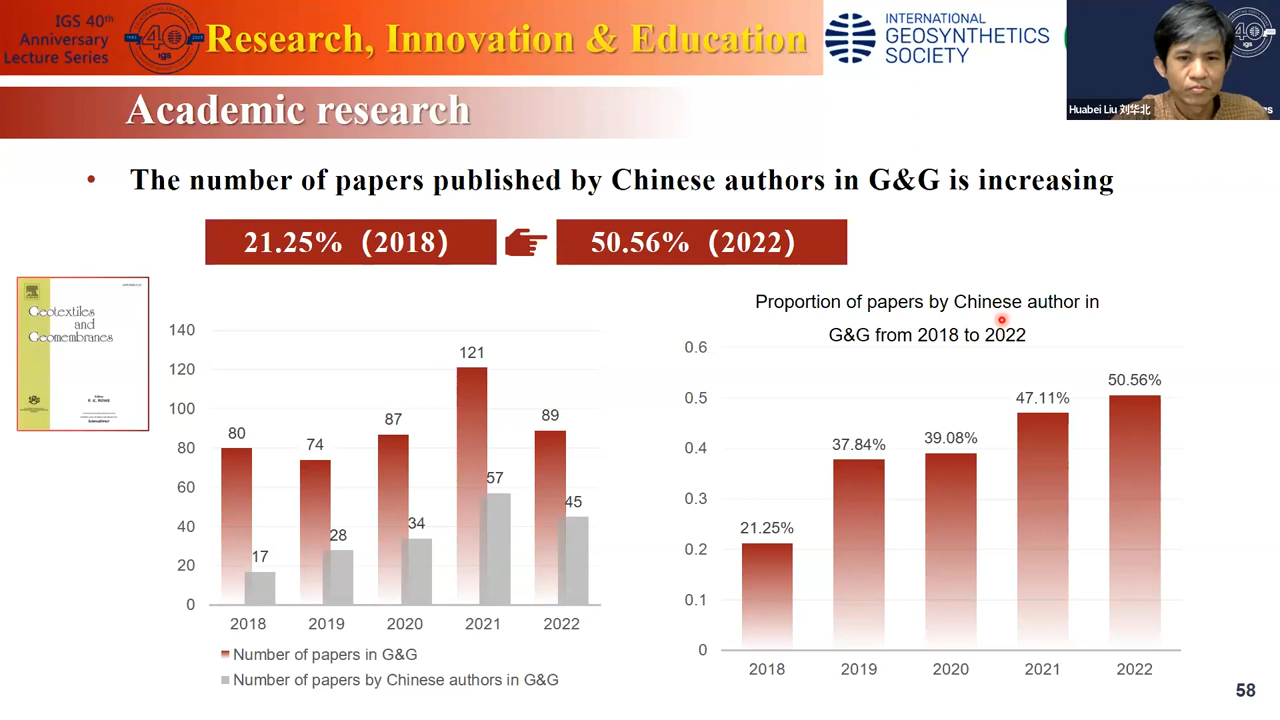 IGS 40th
Anniversary
Lecture Series
40
igs
Research, Innovation & Education
INTERNATIONAL
GEOSYNTHETICS
SOCIETY
Huabei Liu 刘华北
Academic research
• The number of papers published by Chinese authors in G&G is increasing
21.25%（2018） 50.56%（2022）
Geotextiles
and
Geomembranes
Proportion of papers by Chinese author in
G&G from 2018 to 2022
140
120
100
80
60
40
20
0
80
17
74
28
87
34
121
57
89
45
2018 2019 2020 2021 2022
Number of papers in G&G
Number of papers by Chinese authors in G&G
0.6
0.5
0.4
0.3
0.2
0.1
0
21.25%
37.84%
39.08%
47.11%
50.56%
2018 2019 2020 2021 2022
58